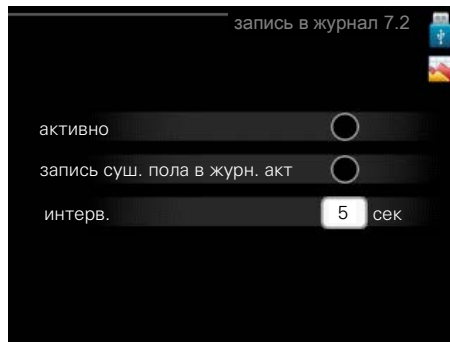 запись в журнал 7.2
активно
запись суш. пола в журн. акт
интерв. 5 сек